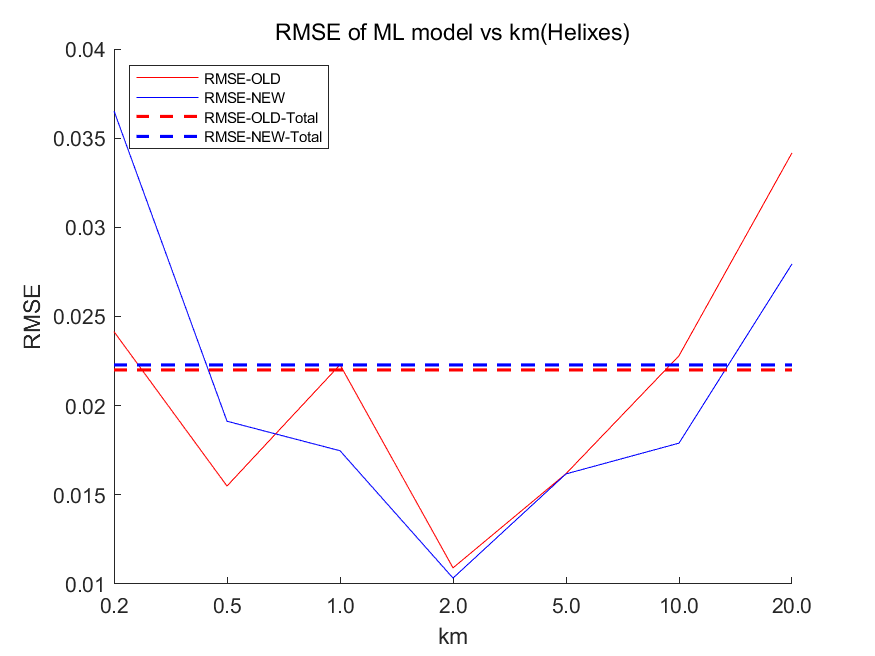 RMSE of ML model vs km(Helixes)
0.04
RMSE-OLD
RMSE-NEW
RMSE-OLD-Total
RMSE-NEW-Total
0.035
0.03
0.025
RMSE
0.02
0.015
0.01
0.2 0.5 1.0 2.0 5.0 10.0 20.0
km